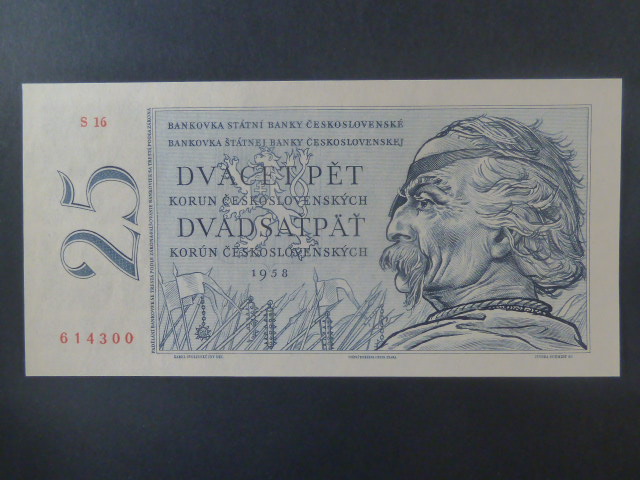 S 16
BANKOVKA STÁTNÍ BANKY ČESKOSLOVENSKÉ
BANKOVKA ŠTÁTNEJ BANKY ČESKOSLOVENSKEJ
DVACET PĚT
KORUN ČESKOSLOVENSKÝCH
DVADSAŤPÄŤ
KORÚN ČESKOSLOVENSKÝCH
1958
25
614300